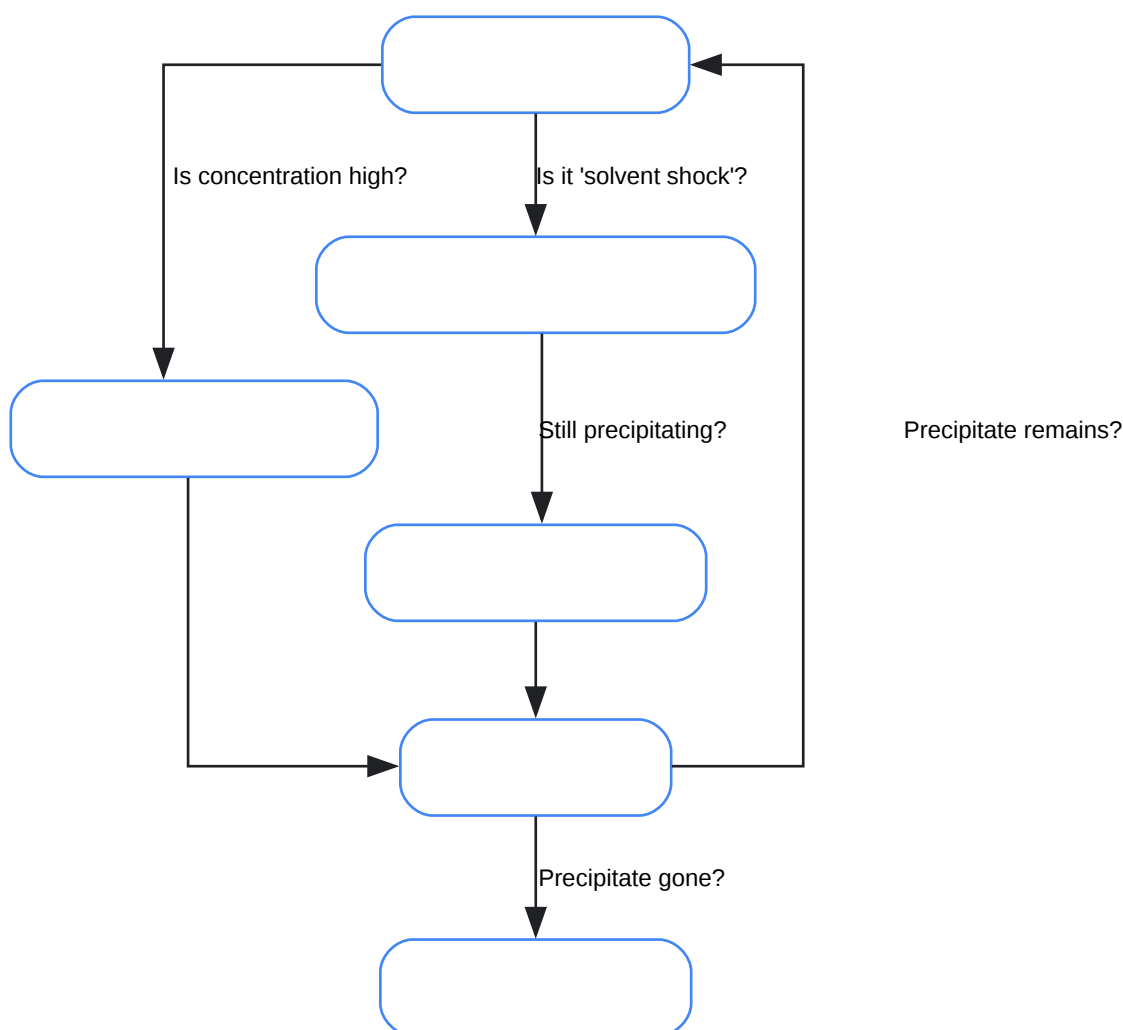 Is concentration high?
Is it 'solvent shock'?
Still precipitating?
Precipitate remains?
Precipitate gone?